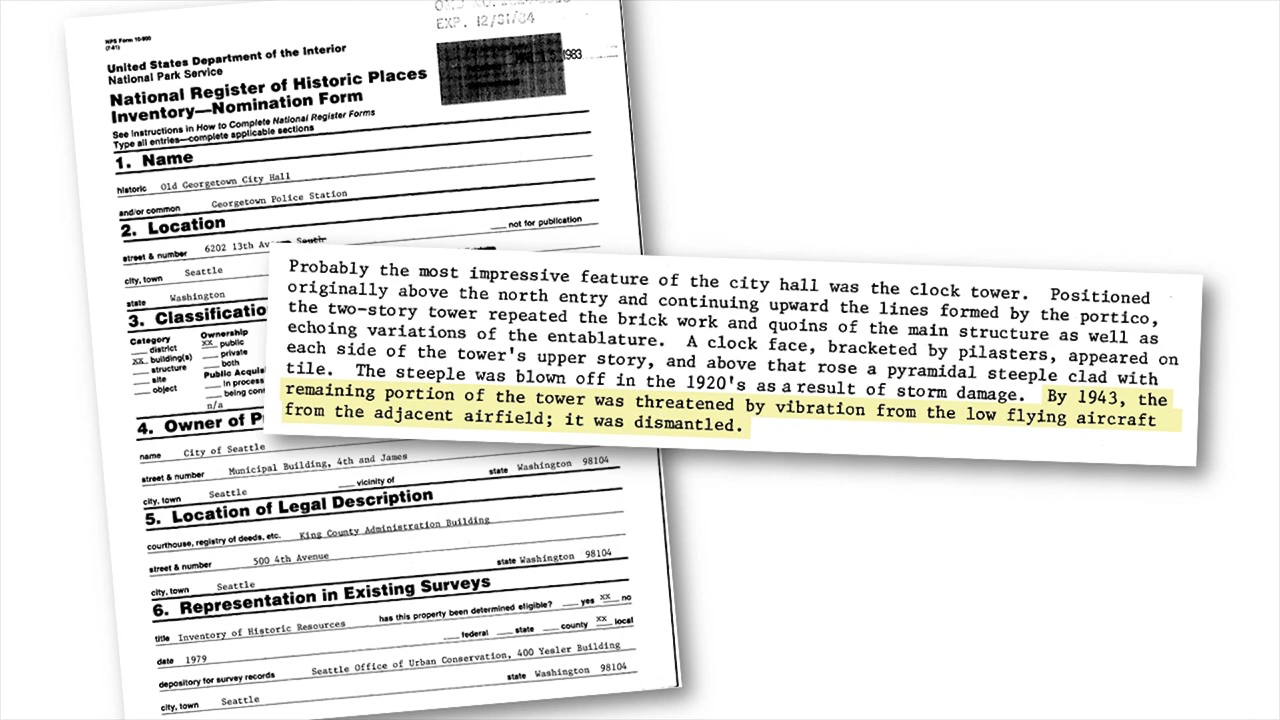 NPS Form 10-900
(7-81)
EXP. 12/31/84
United States Department of the Interior
National Park Service
1983
National Register of Historic Places
Inventory—Nomination Form
See instructions in How to Complete National Register Forms
Type all entries—complete applicable sections
1. Name
historic Old Georgetown City Hall
and/or common Georgetown Police Station
2. Location
street & number 6202 13th South
not for publication
city, town Seattle
state Washington
3. Classificatio
Category Ownership
district xx public
xx building(s) private
structure both
site Public Acquis
object in process
being cons
n/a
4. Owner of P
name City of Seattle
street & number Municipal Building, 4th and James
city, town Seattle vicinity of state Washington 98104
5. Location of Legal Description
courthouse, registry of deeds, etc. King County Administration Building
street & number 500 4th Avenue
city, town Seattle state Washington 98104
6. Representation in Existing Surveys
title Inventory of Historic Resources has this property been determined eligible? yes xx no
date 1979 federal state county xx local
depository for survey records Seattle Office of Urban Conservation, 400 Yesler Building
city, town Seattle state Washington 98104
Probably the most impressive feature of the city hall was the clock tower. Positioned
originally above the north entry and continuing upward the lines formed by the portico,
the two-story tower repeated the brick work and quoins of the main structure as well as
echoing variations of the entablature. A clock face, bracketed by pilasters, appeared on
each side of the tower's upper story, and above that rose a pyramidal steeple clad with
tile. The steeple was blown off in the 1920's as a result of storm damage. By 1943, the
remaining portion of the tower was threatened by vibration from the low flying aircraft
from the adjacent airfield; it was dismantled.